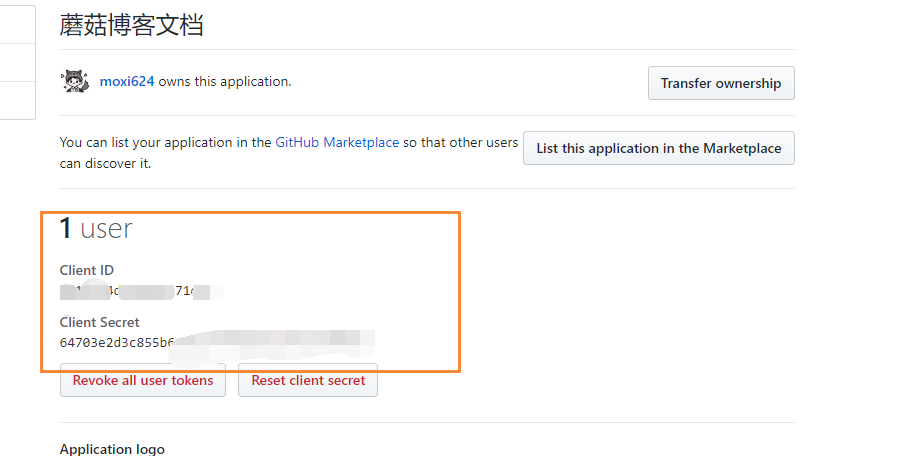 蘑菇博客文档
moxi624 owns this application.
Transfer ownership
You can list your application in the GitHub Marketplace so that other users
can discover it.
List this application in the Marketplace
1 user
Client ID
Client Secret
64703e2d3c855b6
Revoke all user tokens
Reset client secret
Application logo